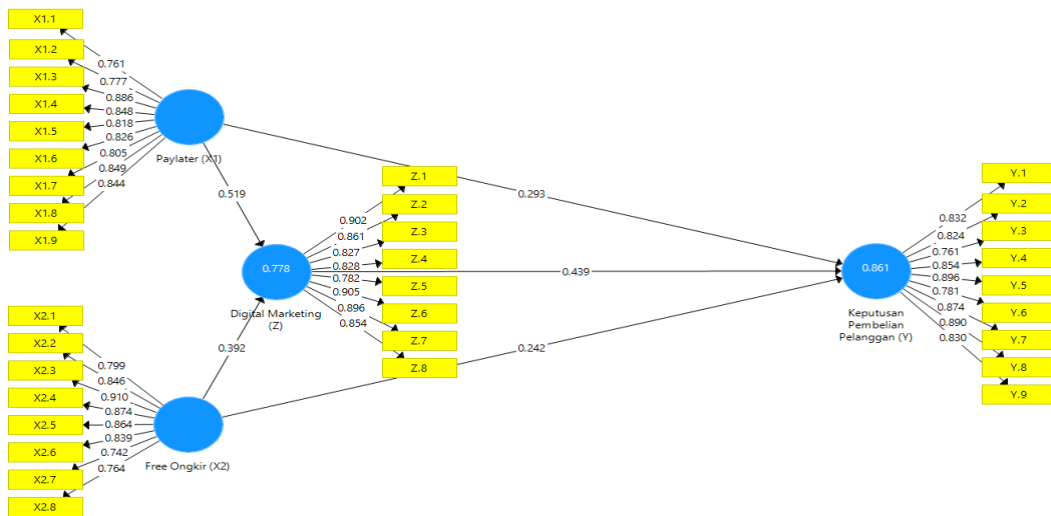 X1.1
X1.2
X1.3
X1.4
X1.5
X1.6
X1.7
X1.8
X1.9
0.761
0.777
0.886
0.848
0.818
0.826
0.805
0.849
0.844
Paylater (X1)
0.519
0.293
Z.1
Z.2
Z.3
Z.4
Z.5
Z.6
Z.7
Z.8
0.902
0.861
0.827
0.828
0.782
0.905
0.896
0.854
0.778
Digital Marketing
(Z)
0.439
0.392
0.242
X2.1
X2.2
X2.3
X2.4
X2.5
X2.6
X2.7
X2.8
0.799
0.846
0.910
0.874
0.864
0.839
0.742
0.764
Free Ongkir (X2)
0.861
Keputusan
Pembelian
Pelanggan (Y)
0.832
0.824
0.761
0.854
0.896
0.781
0.874
0.890
0.830
Y.1
Y.2
Y.3
Y.4
Y.5
Y.6
Y.7
Y.8
Y.9